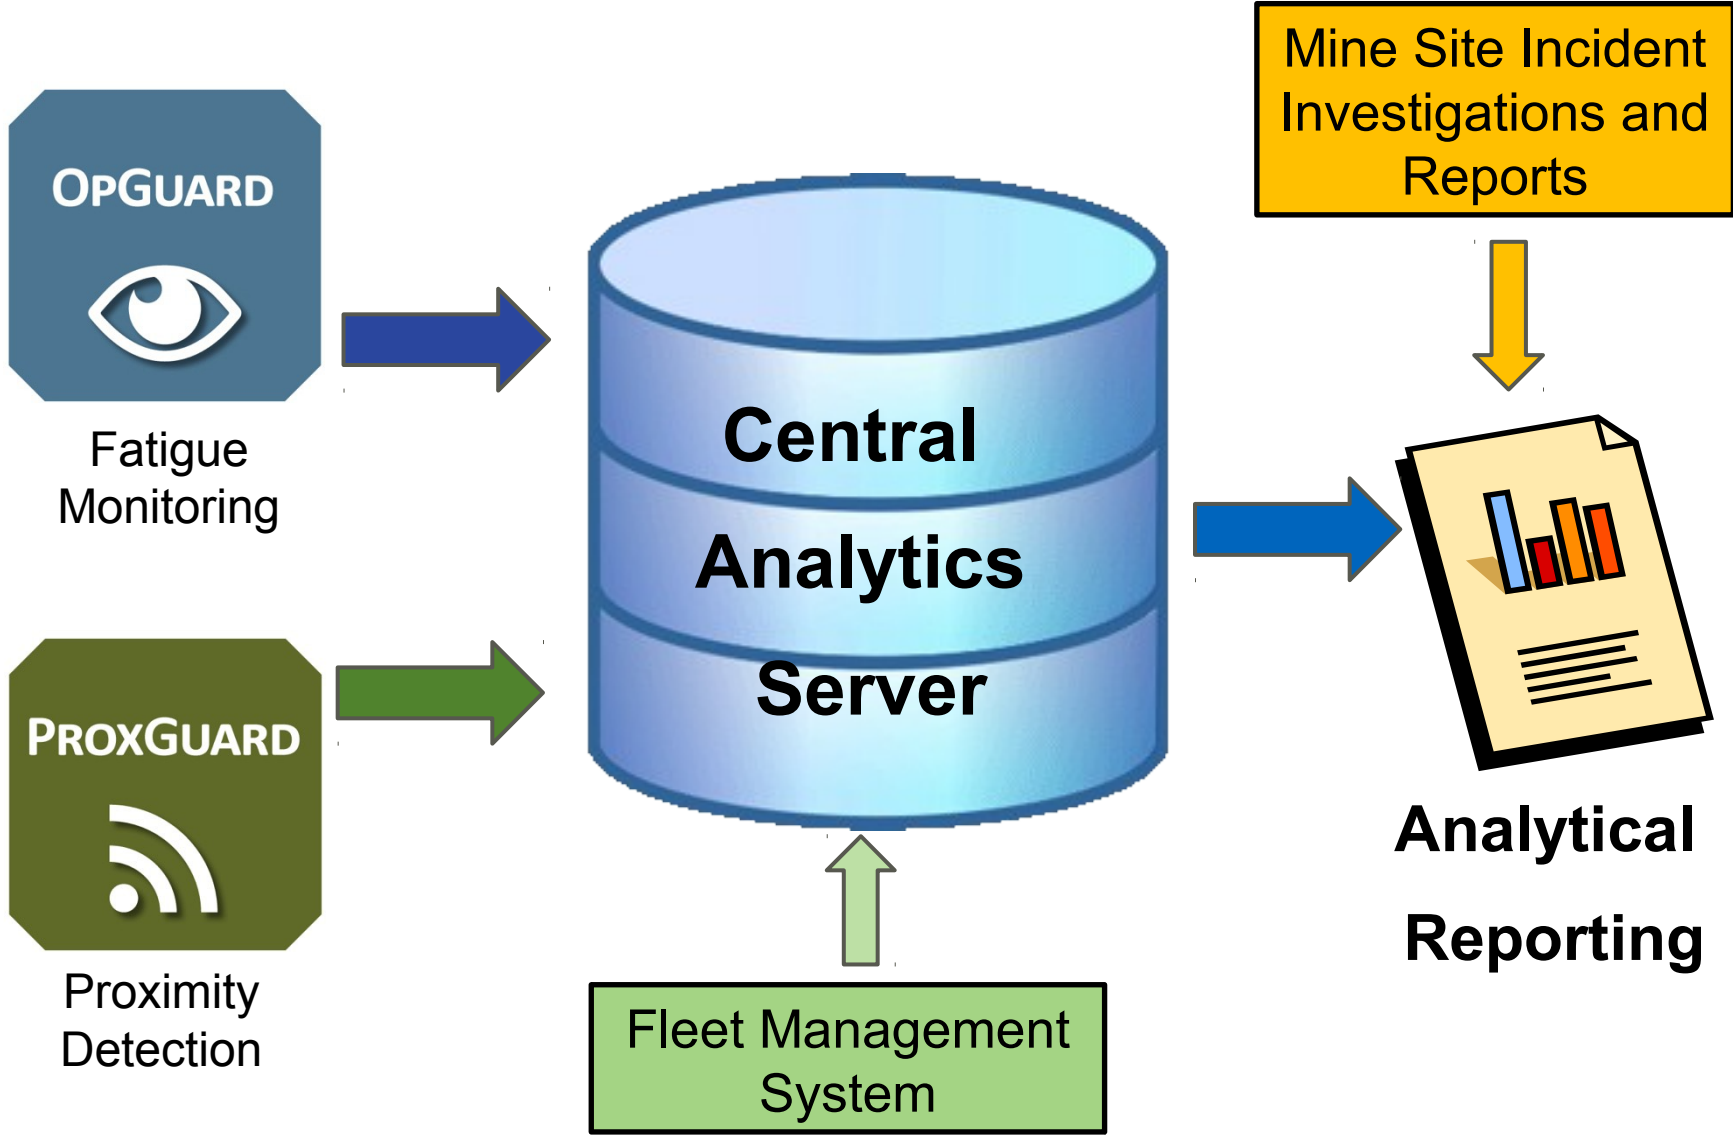 OPGUARD
Fatigue
Monitoring
PROXGUARD
Proximity
Detection
Central
Analytics
Server
Fleet Management
System
Mine Site Incident
Investigations and
Reports
Analytical
Reporting